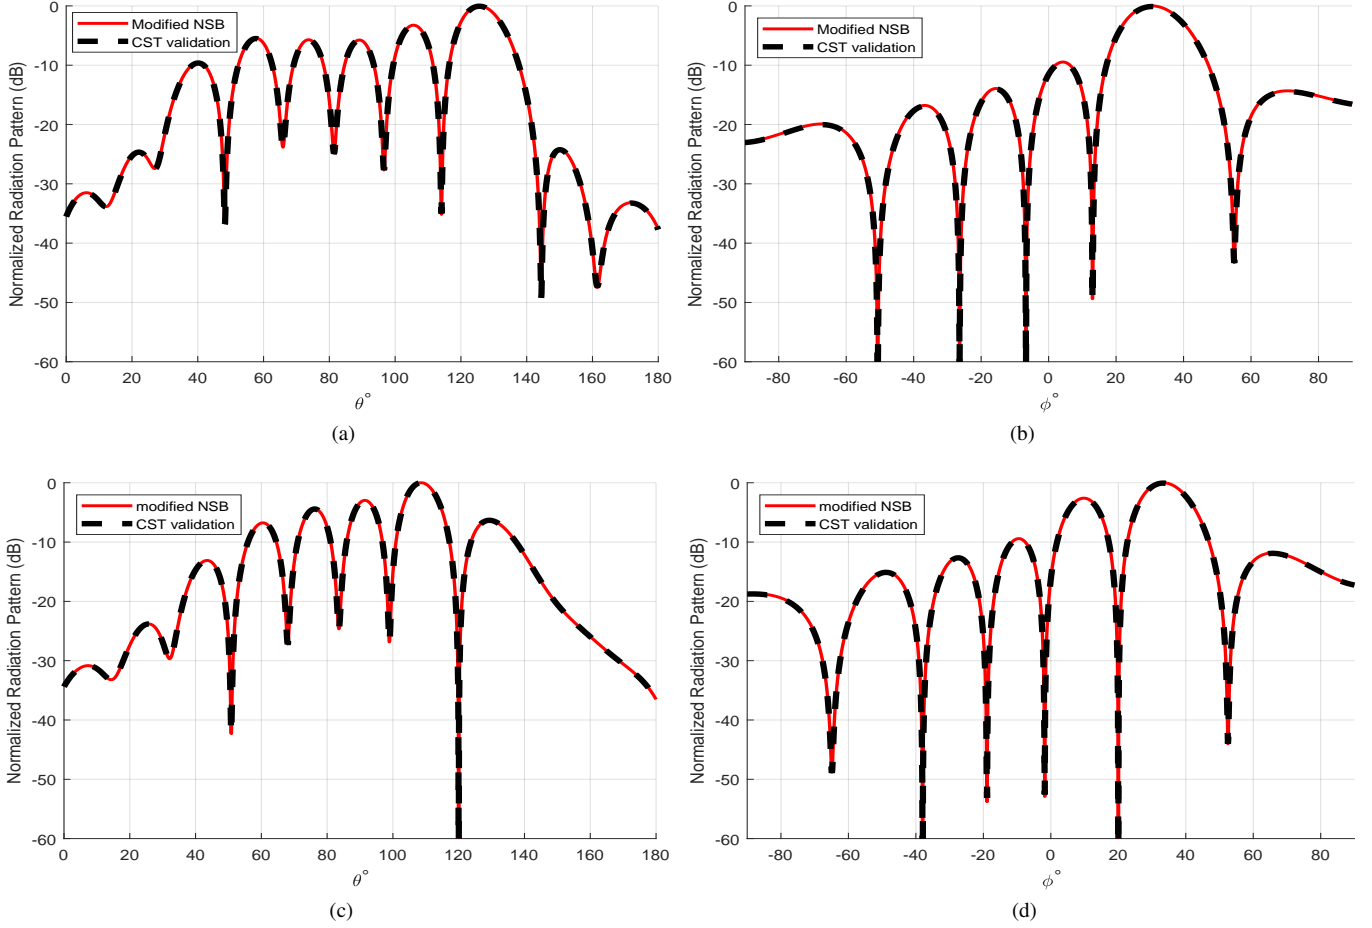 Modified NSB
CST validation
Normalized Radiation Pattern (dB)
0
-10
-20
-30
-40
-50
-60
0 20 40 60 80 100 120 140 160 180
θ°
(a)
Modified NSB
CST validation
Normalized Radiation Pattern (dB)
0
-10
-20
-30
-40
-50
-60
-80 -60 -40 -20 0 20 40 60 80
ϕ°
(b)
modified NSB
CST validation
Normalized Radiation Pattern (dB)
0
-10
-20
-30
-40
-50
-60
0 20 40 60 80 100 120 140 160 180
θ°
(c)
modified NSB
CST validation
Normalized Radiation Pattern (dB)
0
-10
-20
-30
-40
-50
-60
-80 -60 -40 -20 0 20 40 60 80
ϕ°
(d)